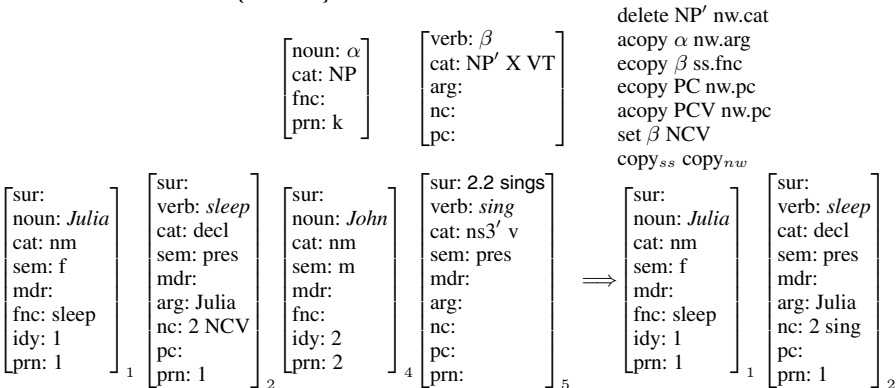 delete NP′ nw.cat
acopy α nw.arg
ecopy β ss.fnc
ecopy PC nw.pc
acopy PCV nw.pc
set β NCV
copy_ss copy_nw
noun: α
cat: NP
fnc:
prn: k
verb: β
cat: NP′ X VT
arg:
nc:
pc:
sur:
noun: Julia
cat: nm
sem: f
mdr:
fnc: sleep
idy: 1
prn: 1
1
sur:
verb: sleep
cat: decl
sem: pres
mdr:
arg: Julia
nc: 2 NCV
pc:
prn: 1
2
sur:
noun: John
cat: nm
sem: m
mdr:
fnc:
idy: 2
prn: 2
4
sur: 2.2 sings
verb: sing
cat: ns3′ v
sem: pres
mdr:
arg:
nc:
pc:
prn:
5
⟹
sur:
noun: Julia
cat: nm
sem: f
mdr:
fnc: sleep
idy: 1
prn: 1
1
sur:
verb: sleep
cat: decl
sem: pres
mdr:
arg: Julia
nc: 2 sing
pc:
prn: 1
2